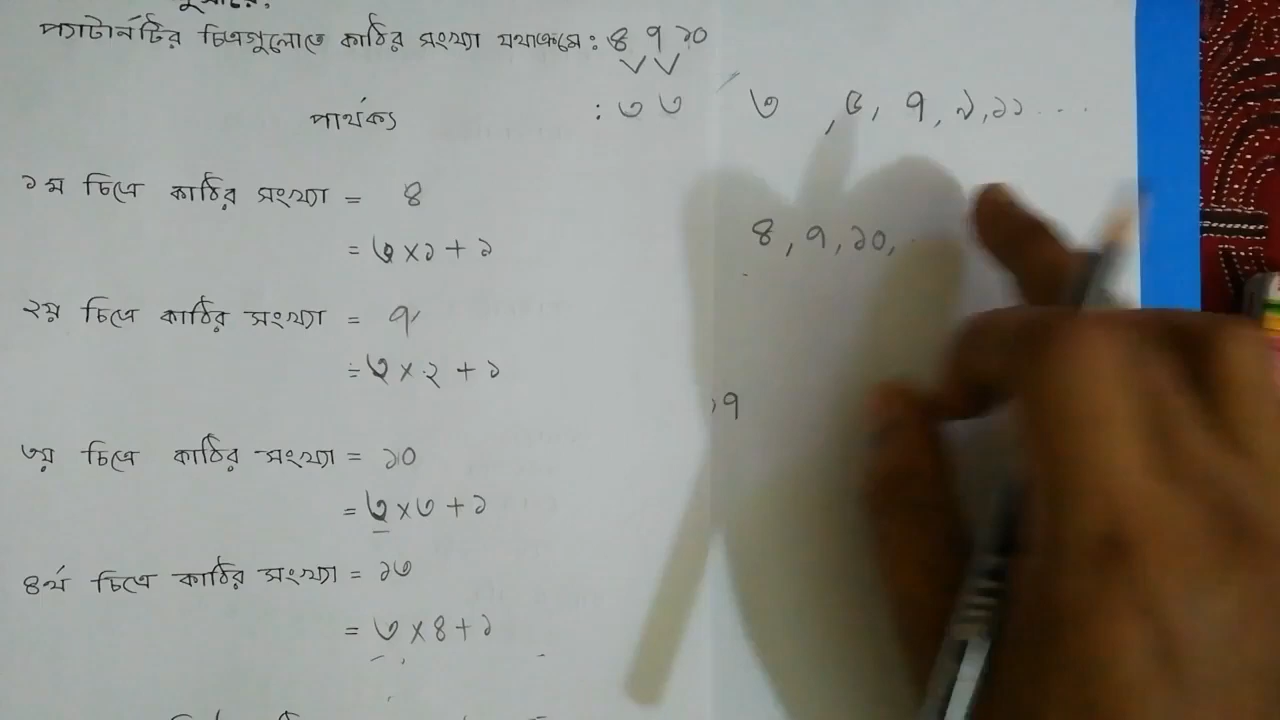 প্যাটার্নটির চিত্রগুলোতে কাঠির সংখ্যা যথাক্রমে : ৪ ৭ ১০
পার্থক্য : ৩ ৩
৩, ৫, ৭, ৯, ১১ ...
১ম চিত্রে কাঠির সংখ্যা = ৪
= ৩ × ১ + ১
৪, ৭, ১০,
২য় চিত্রে কাঠির সংখ্যা = ৭
= ৩ × ২ + ১
, ৭
৩য় চিত্রে কাঠির সংখ্যা = ১০
= ৩ × ৩ + ১
৪র্থ চিত্রে কাঠির সংখ্যা = ১৩
= ৩ × ৪ + ১